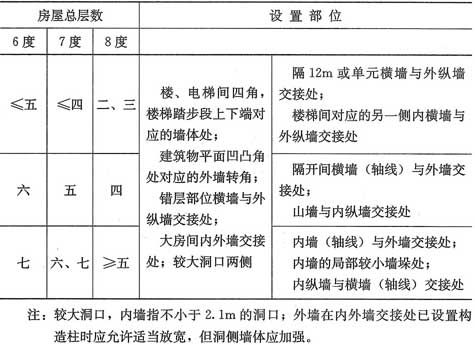 房屋总层数
设置部位
6度
7度
8度
≤五
≤四
二、三
楼、电梯间四角，
楼梯踏步段上下端对
应的墙体处；
建筑物平面凹凸角
处对应的外墙转角；
错层部位横墙与外
纵墙交接处；
大房间内外墙交接
处；较大洞口两侧
隔12m或单元横墙与外纵墙
交接处；
楼梯间对应的另一侧内横墙与
外纵墙交接处
六
五
四
隔开间横墙（轴线）与外墙交
接处；
山墙与内纵墙交接处
七
六、七
≥五
内墙（轴线）与外墙交接处；
内墙的局部较小墙垛处；
内纵墙与横墙（轴线）交接处
注：较大洞口，内墙指不小于2.1m的洞口；外墙在内外墙交接处已设置构
造柱时应允许适当放宽，但洞侧墙体应加强。